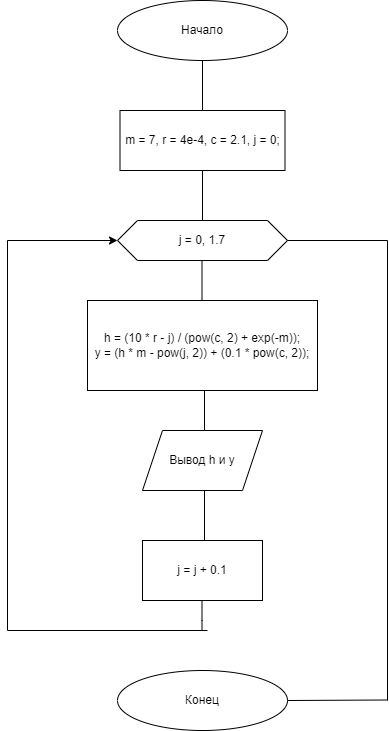 Начало
m = 7, r = 4e-4, c = 2.1, j = 0;
j = 0, 1.7
h = (10 * r - j) / (pow(c, 2) + exp(-m));
y = (h * m - pow(j, 2)) + (0.1 * pow(c, 2));
Вывод h и y
j = j + 0.1
Конец